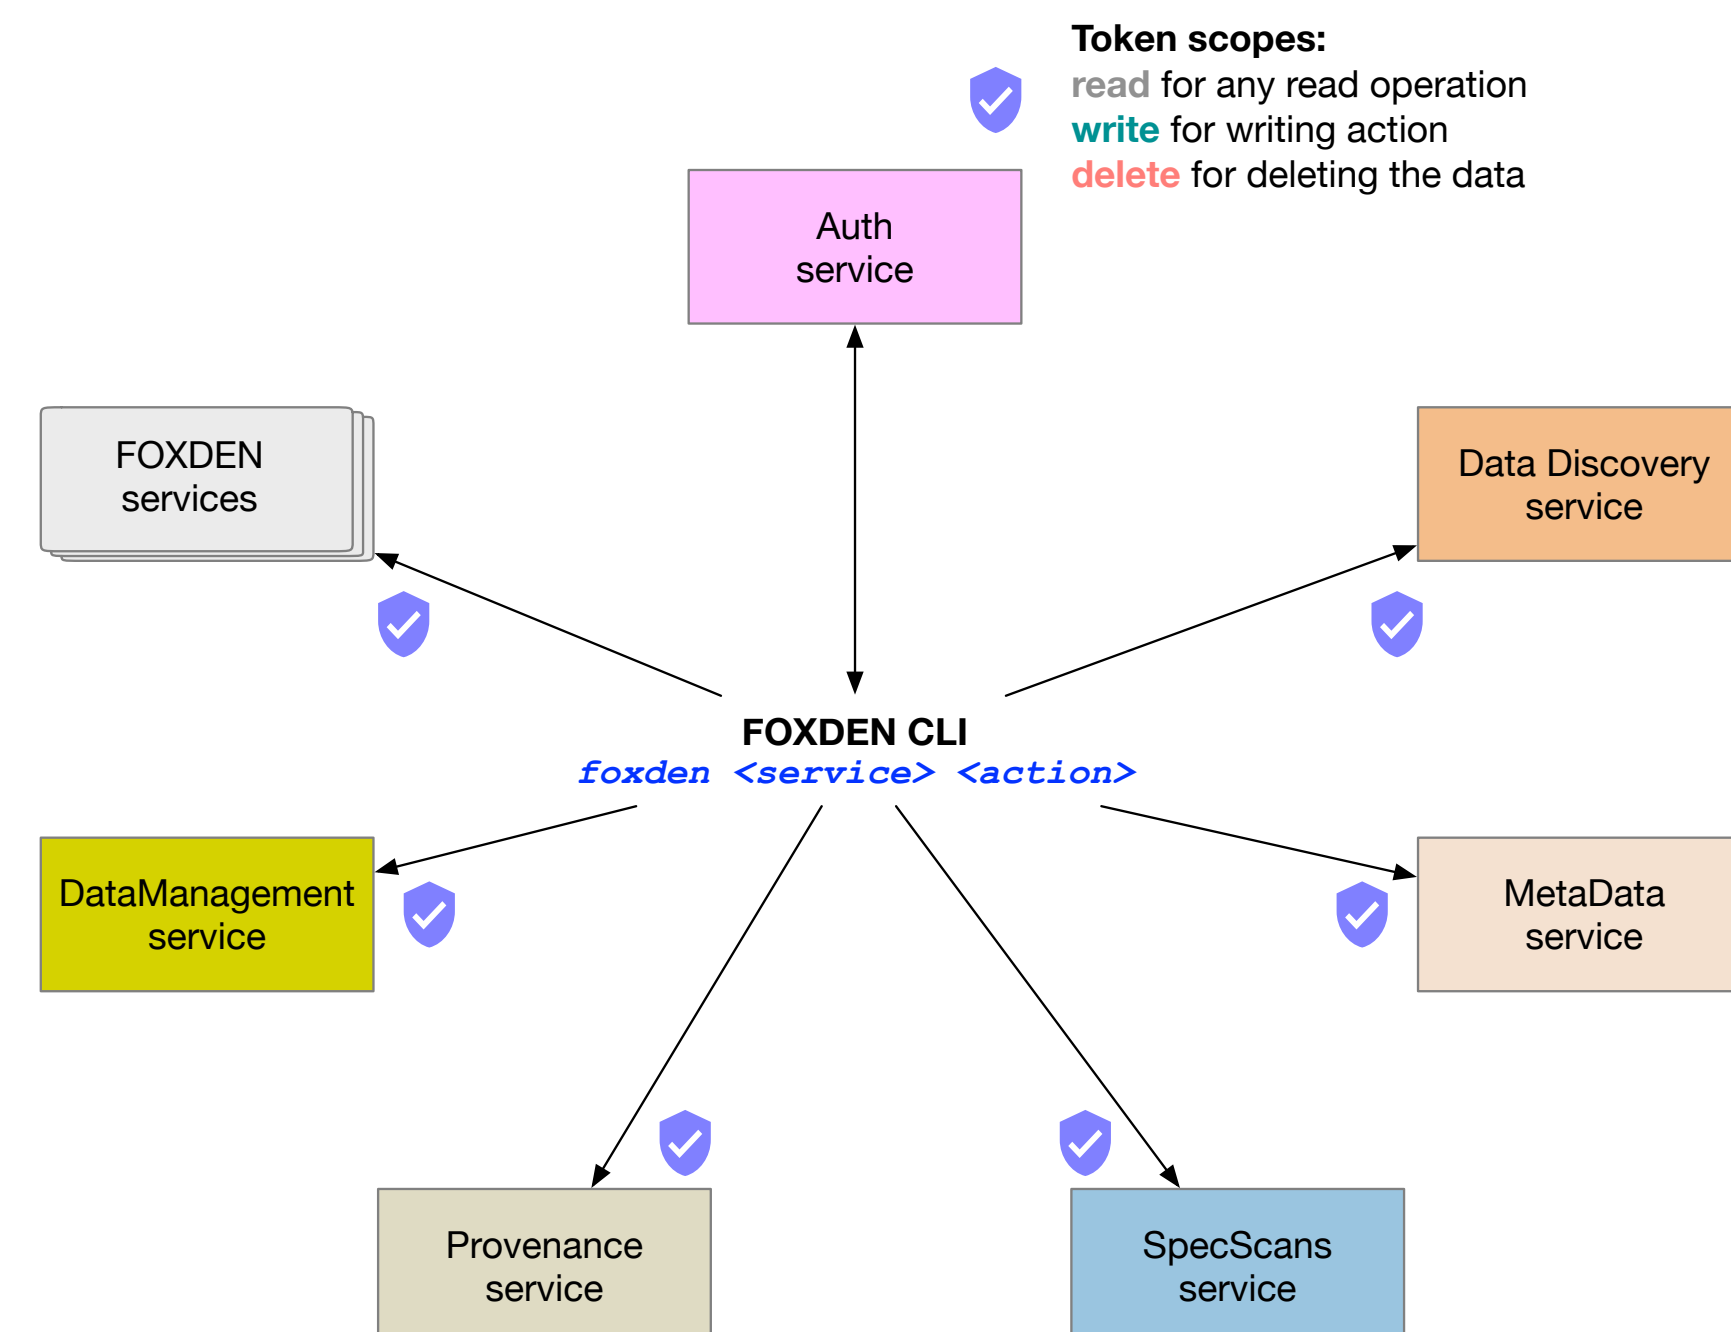 Token scopes:
read for any read operation
write for writing action
delete for deleting the data
Auth
service
FOXDEN
services
Data Discovery
service
FOXDEN CLI
foxden <service> <action>
DataManagement
service
MetaData
service
Provenance
service
SpecScans
service